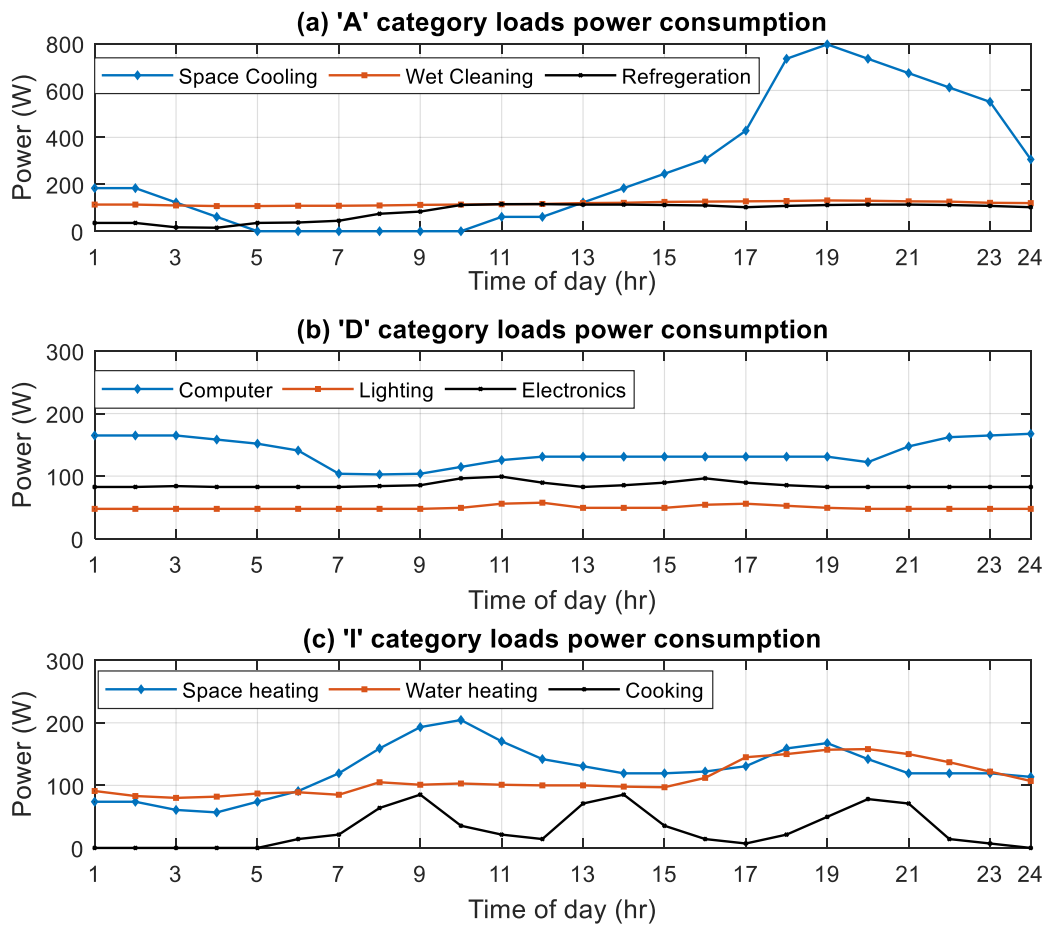 (a) 'A' category loads power consumption
800
600
400
200
0
Power (W)
Space Cooling Wet Cleaning Refregeration
1 3 5 7 9 11 13 15 17 19 21 23 24
Time of day (hr)
(b) 'D' category loads power consumption
300
200
100
0
Power (W)
Computer Lighting Electronics
1 3 5 7 9 11 13 15 17 19 21 23 24
Time of day (hr)
(c) 'I' category loads power consumption
300
200
100
0
Power (W)
Space heating Water heating Cooking
1 3 5 7 9 11 13 15 17 19 21 23 24
Time of day (hr)